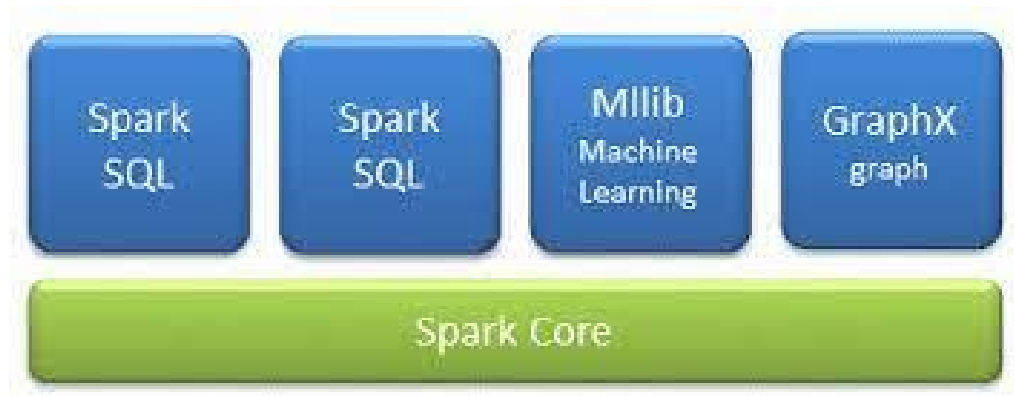 Spark
SQL
Spark
SQL
Mllib
Machine
Learning
GraphX
graph
Spark Core